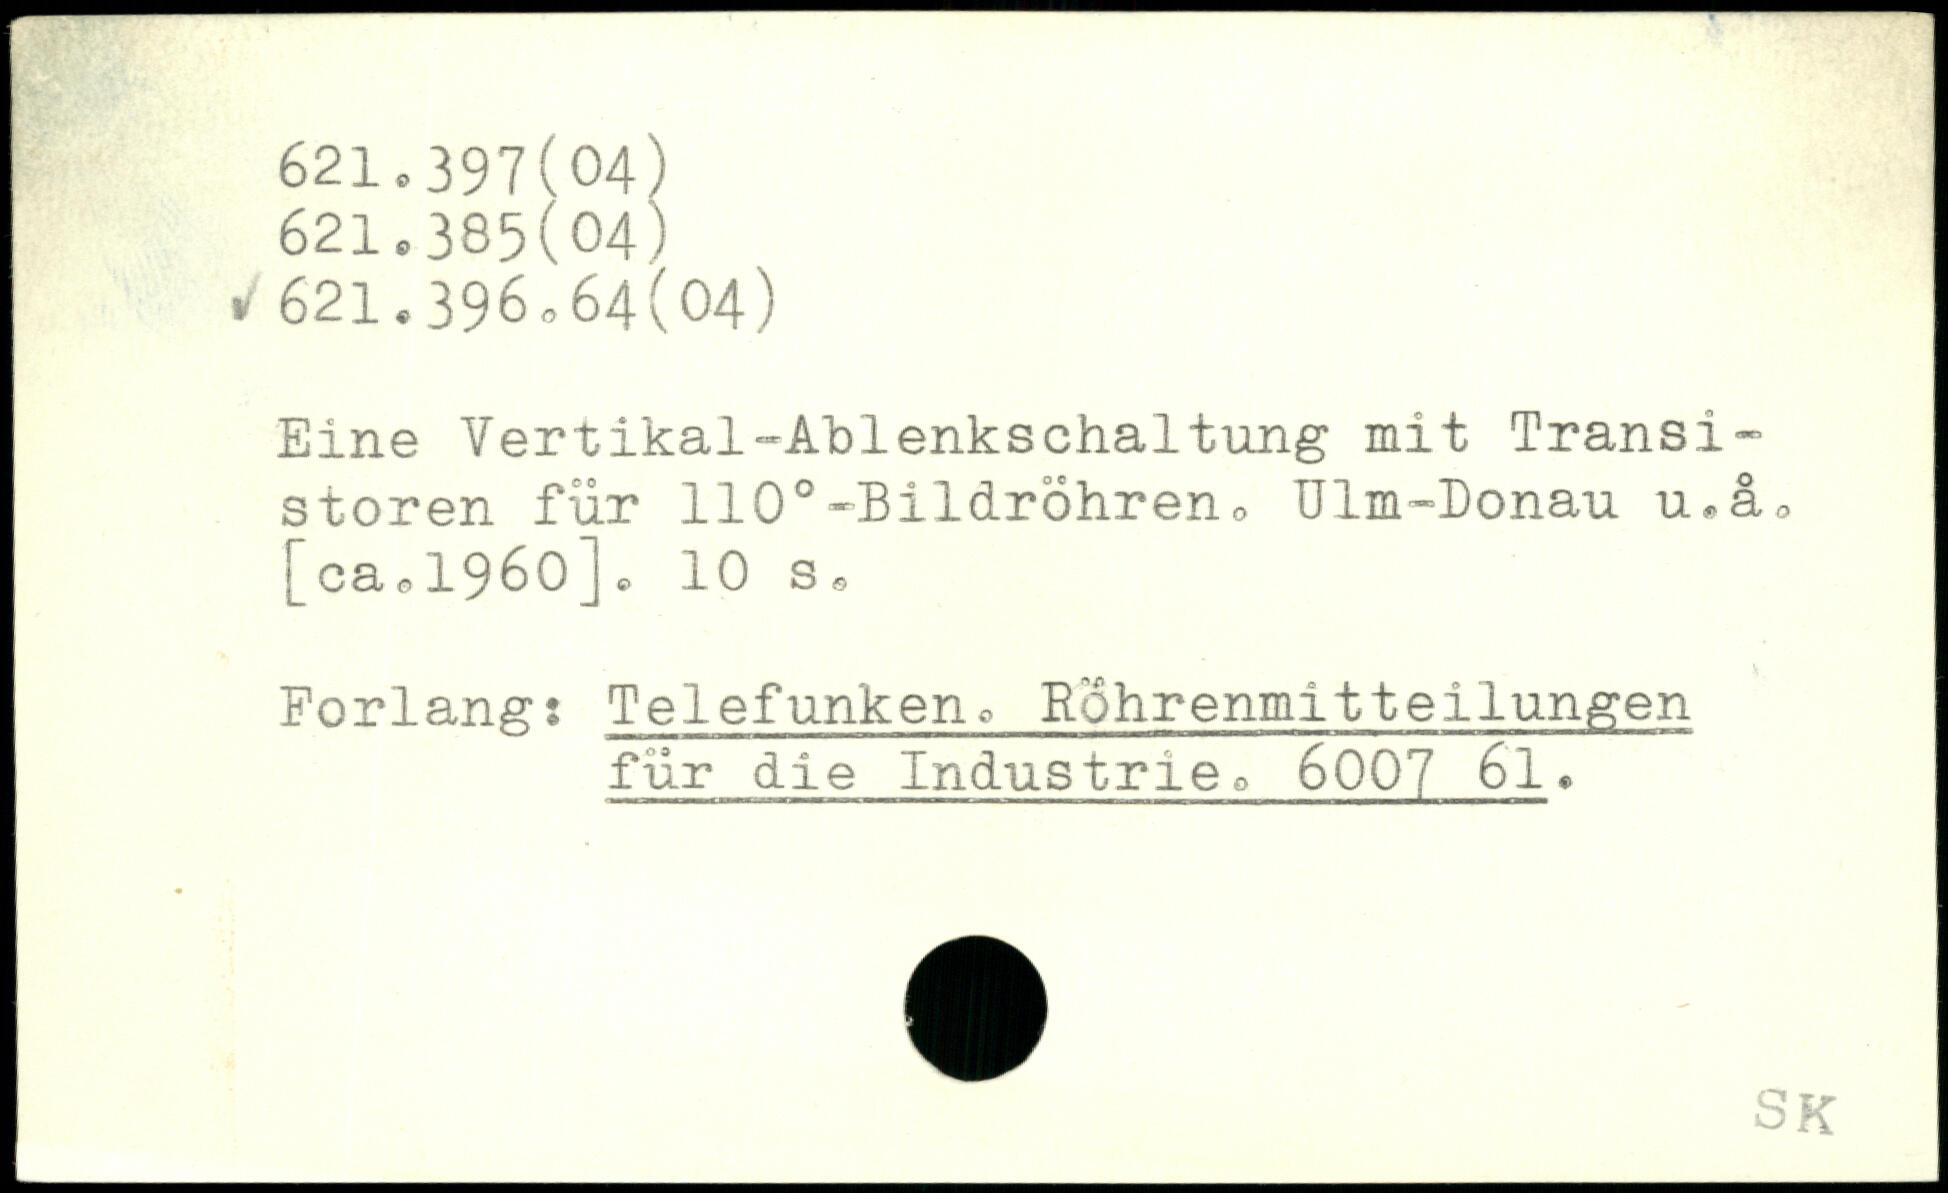 621.397(04)
621.385(04)
✓ 621.396.64(04)
Eine Vertikal-Ablenkschaltung mit Transi-
storen für 110°-Bildröhren. Ulm-Donau u.å.
[ca.1960]. 10 s.
Forlang: Telefunken. Röhrenmitteilungen
für die Industrie. 6007 61.
SK